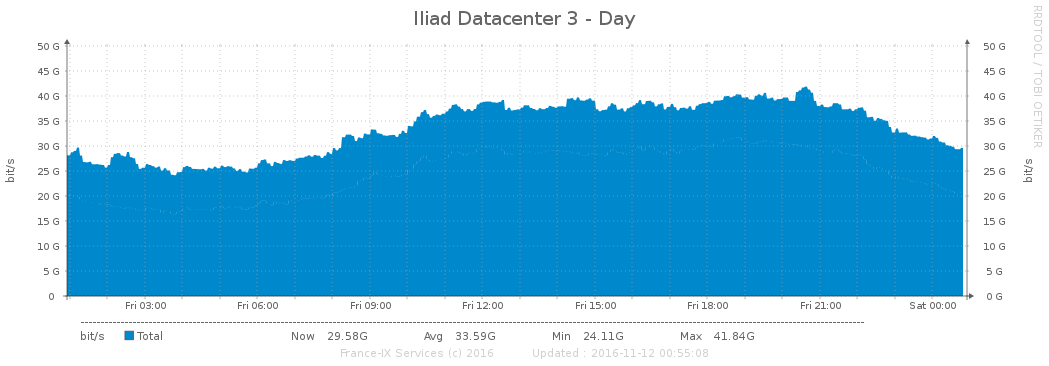 Iliad Datacenter 3 - Day
RRDTOOL / TOBI OETIKER
50 G 50 G
45 G 45 G
40 G 40 G
35 G 35 G
30 G 30 G
25 G 25 G
20 G 20 G
15 G 15 G
10 G 10 G
5 G 5 G
0 0 G
bit/s bit/s
Fri 03:00 Fri 06:00 Fri 09:00 Fri 12:00 Fri 15:00 Fri 18:00 Fri 21:00 Sat 00:00
bit/s Total Now 29.58G Avg 33.59G Min 24.11G Max 41.84G
France-IX Services (c) 2016 Updated : 2016-11-12 00:55:08